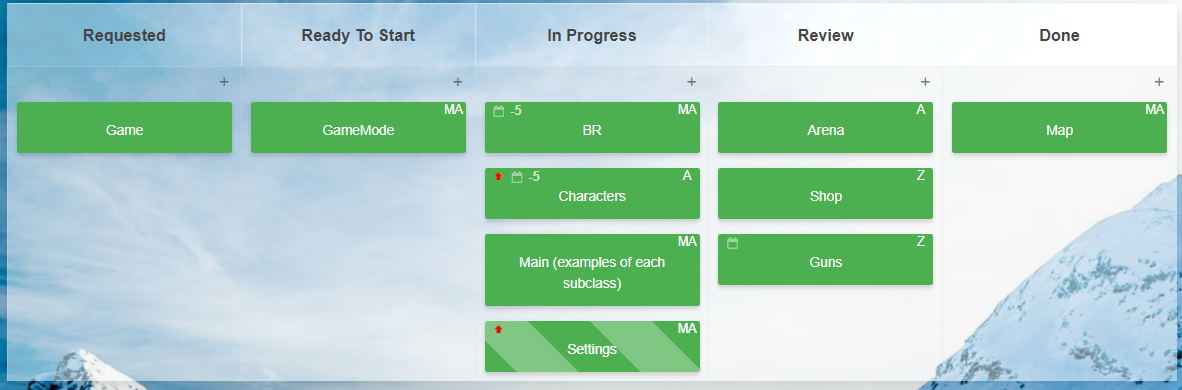 Requested
Ready To Start
In Progress
Review
Done
+
+
+
+
+
Game
MA
GameMode
-5 MA
BR
-5 A
Characters
MA
Main (examples of each
subclass)
MA
Settings
A
Arena
Z
Shop
Z
Guns
MA
Map